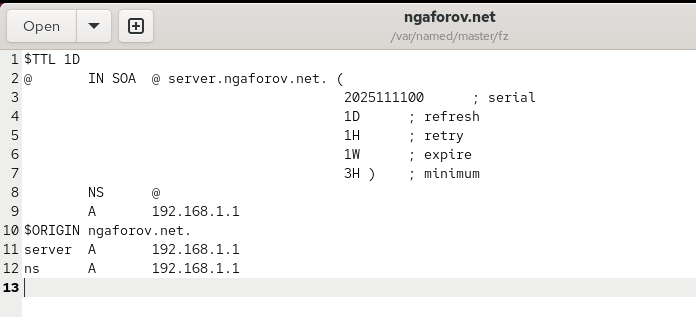 Open
ngaforov.net
/var/named/master/fz
1 $TTL 1D
2 @ IN SOA @ server.ngaforov.net. (
3 2025111100 ; serial
4 1D ; refresh
5 1H ; retry
6 1W ; expire
7 3H ) ; minimum
8 NS @
9 A 192.168.1.1
10 $ORIGIN ngaforov.net.
11 server A 192.168.1.1
12 ns A 192.168.1.1
13